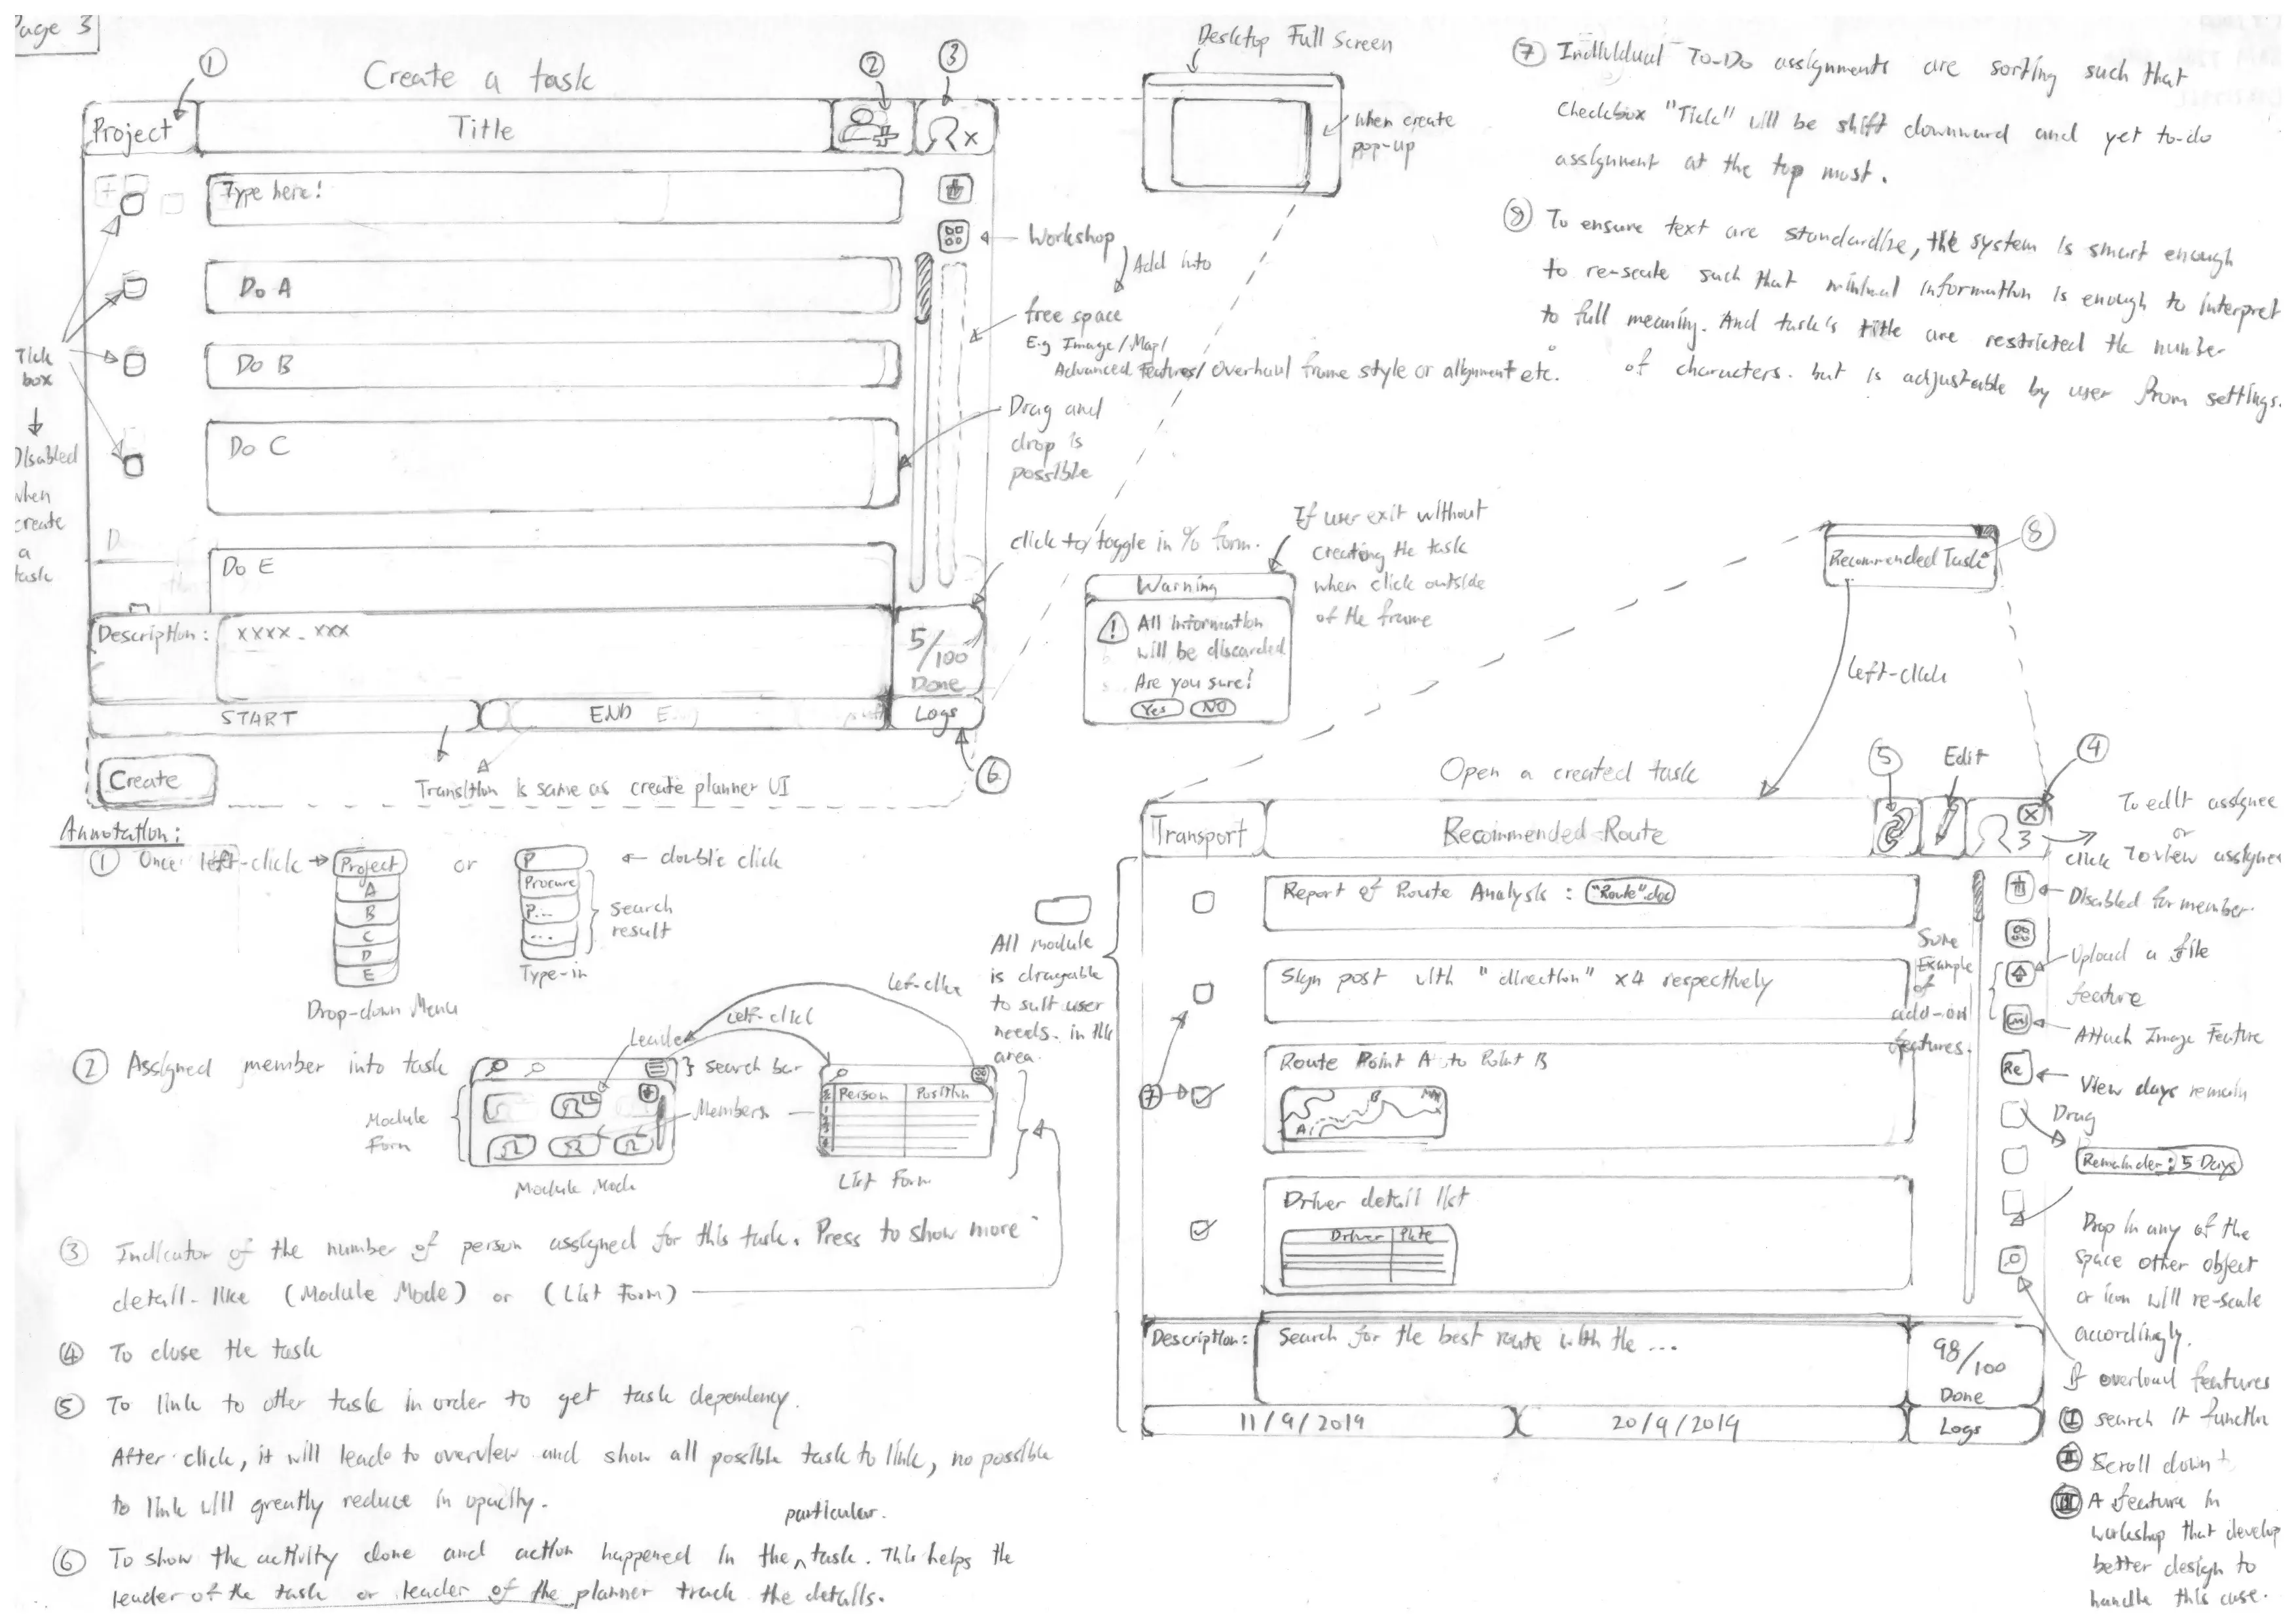 Page 3
Create a task
1
2
3
Project
Title
x
Type here!
Do A
Do B
Do C
Do E
Tick
box
Disabled
when
create
a
task
Workshop
Add into
free space
E.g Image/Map/
Advanced Features/ Overhaul frame style or allignment etc.
Drag and
drop is
possible
click to toggle in % form.
Description:
xxxx - xxx
5/100
Done
START
END
Logs
6
Create
Transition is same as create planner UI
Desktop Full Screen
when create
pop-up
If user exit without
creating the task
when click outside
of the frame
Warning
! All information
will be discarded
Are you sure?
Yes NO
7 Individual To-Do assignments are sorting such that
checkbox "Tick" will be shift downward and yet to-do
assignment at the top most.
8 To ensure text are standardize, the system is smart enough
to re-scale such that minimal information is enough to interpret
to full meaning. And task's title are restricted the number
of characters. but is adjustable by user from settings.
Recommended Task
8
left-click
Annotation:
1 Once left-click
Project
A
B
C
D
E
Drop-down Menu
or
P
Procure
P...
...
Type-in
double click
search
result
2 Assigned member into task
Module
Form
Leader
left-click
left-click
search bar
Members
Module Mode
Person
Position
List Form
3 Indicator of the number of person assigned for this task. Press to show more
detail - like (Module Mode) or (List Form)
4 To close the task
5 To link to other task in order to get task dependency.
After click, it will leads to overview and show all possible task to link, no possible
to link will greatly reduce in opacity.
particular.
6 To show the activity done and action happened in the task. This helps the
leader of the task or leader of the planner track the details.
Open a created task
5
Edit
4
Transport
Recommended-Route
x
3
To edit assignee
or
click To view assignee
All module
is dragable
to suit user
needs. in this
area.
Report of Route Analysis : "Route".doc
Sign post with "direction" x4 respectively
Route Point A to Point B
A
B
7
Driver detail list
Driver
Plate
Some
Example
of
add-on
features.
Disabled for member.
Upload a file
feature
Attach Image Feature
Re
View days remain
Drag
Remainder: 5 Days
Drop in any of the
space other object
or icon will re-scale
accordingly.
If overload features
I search it function
II Scroll down
III A feature in
workshop that develop
better design to
handle this case.
Description:
Search for the best route with the ...
98/100
Done
11/9/2019
20/9/2019
Logs